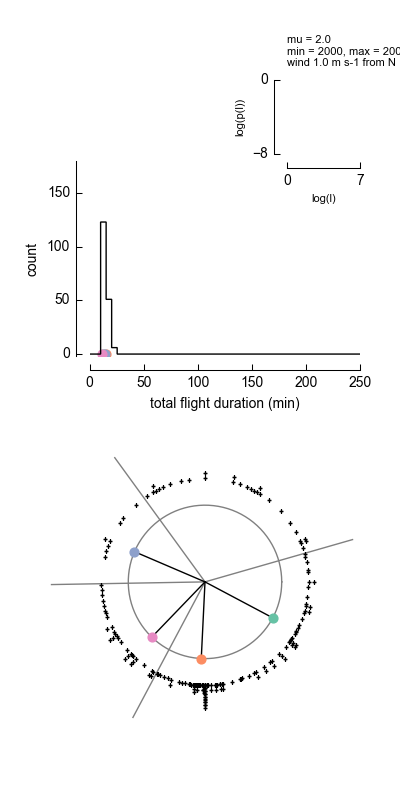 mu = 2.0
min = 2000, max = 200
wind 1.0 m s-1 from N
0
log(p(l))
−8
0 7
log(l)
150
100
50
0
count
0 50 100 150 200 250
total flight duration (min)